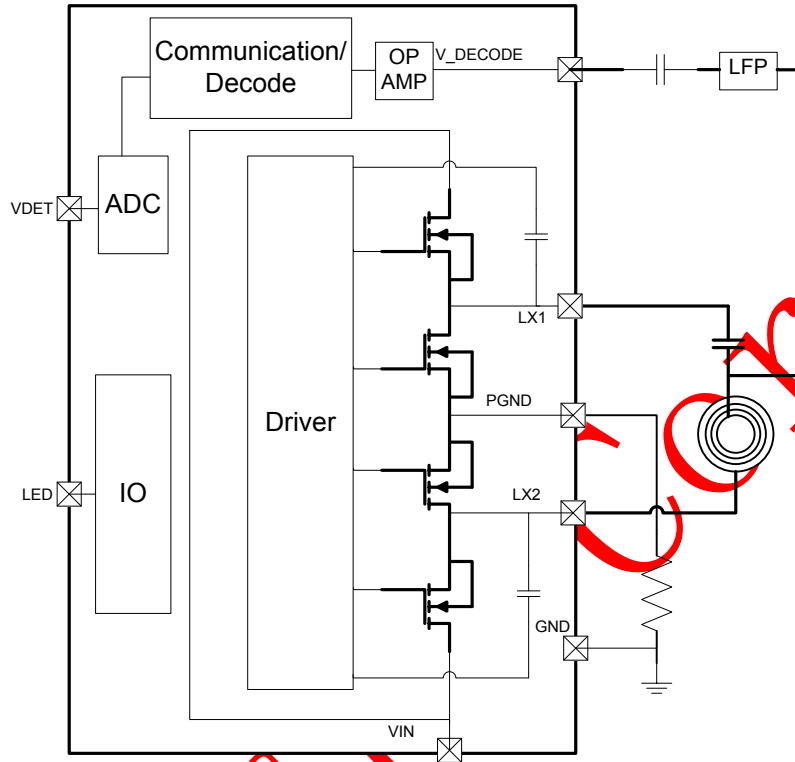 Communication/
Decode
OP
AMP
V_DECODE
LFP
VDET
ADC
LX1
Driver
PGND
LED
IO
LX2
GND
VIN